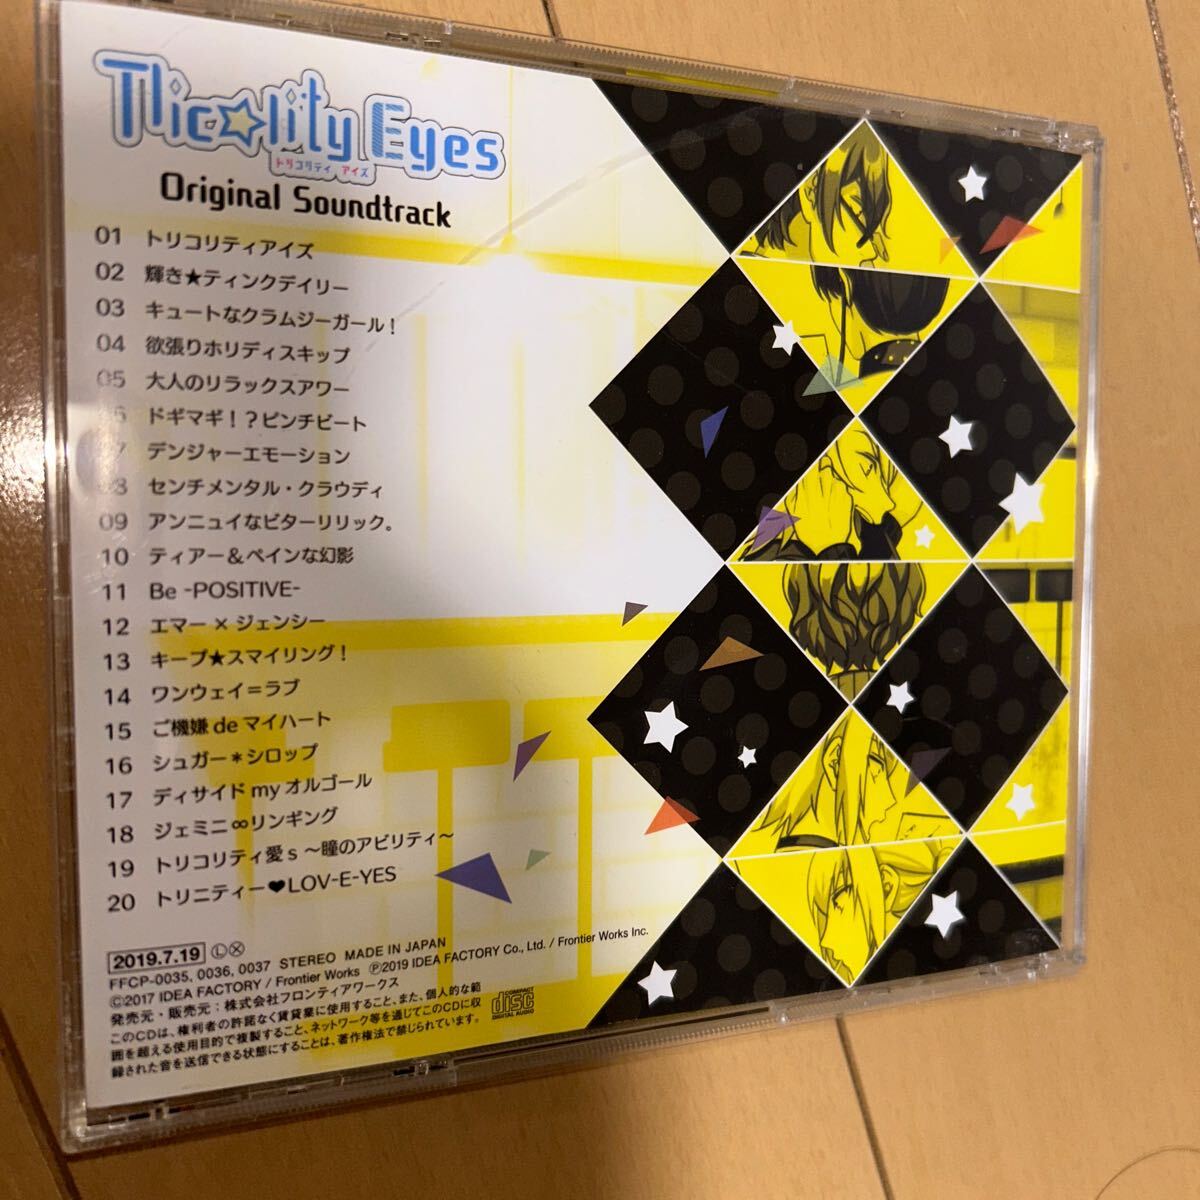 Tlic☆lity Eyes
トリコリティ アイズ
Original Soundtrack
01 トリコリティアイズ
02 輝き★ティンクデイリー
03 キュートなクラムジーガール！
04 欲張りホリディスキップ
05 大人のリラックスアワー
06 ドギマギ！？ピンチビート
07 デンジャーエモーション
08 センチメンタル・クラウディ
09 アンニュイなビターリリック。
10 ティアー＆ペインな幻影
11 Be -POSITIVE-
12 エマー×ジェンシー
13 キープ★スマイリング！
14 ワンウェイ＝ラブ
15 ご機嫌 de マイハート
16 シュガー＊シロップ
17 ディサイド my オルゴール
18 ジェミニ∞リンギング
19 トリコリティ愛ｓ ～瞳のアビリティ～
20 トリニティー♥LOV-E-YES
2019.7.19 Ⓛ Ⓧ STEREO MADE IN JAPAN
FFCP-0035, 0036, 0037 ℗2019 IDEA FACTORY Co., Ltd. / Frontier Works Inc.
©2017 IDEA FACTORY / Frontier Works
発売元・販売元：株式会社フロンティアワークス
このCDは、権利者の許諾なく賃貸業に使用すること、また、個人的な範
囲を超える使用目的で複製すること、ネットワーク等を通じてこのCDに収
録された音を送信できる状態にすることは、著作権法で禁じられています。
COMPACT
disc
DIGITAL AUDIO